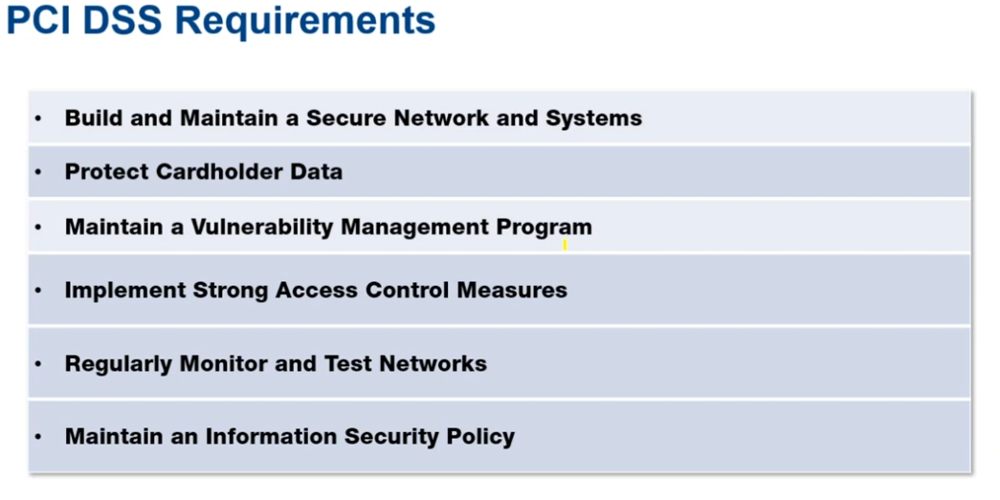 PCI DSS Requirements
• Build and Maintain a Secure Network and Systems
• Protect Cardholder Data
• Maintain a Vulnerability Management Program
• Implement Strong Access Control Measures
• Regularly Monitor and Test Networks
• Maintain an Information Security Policy